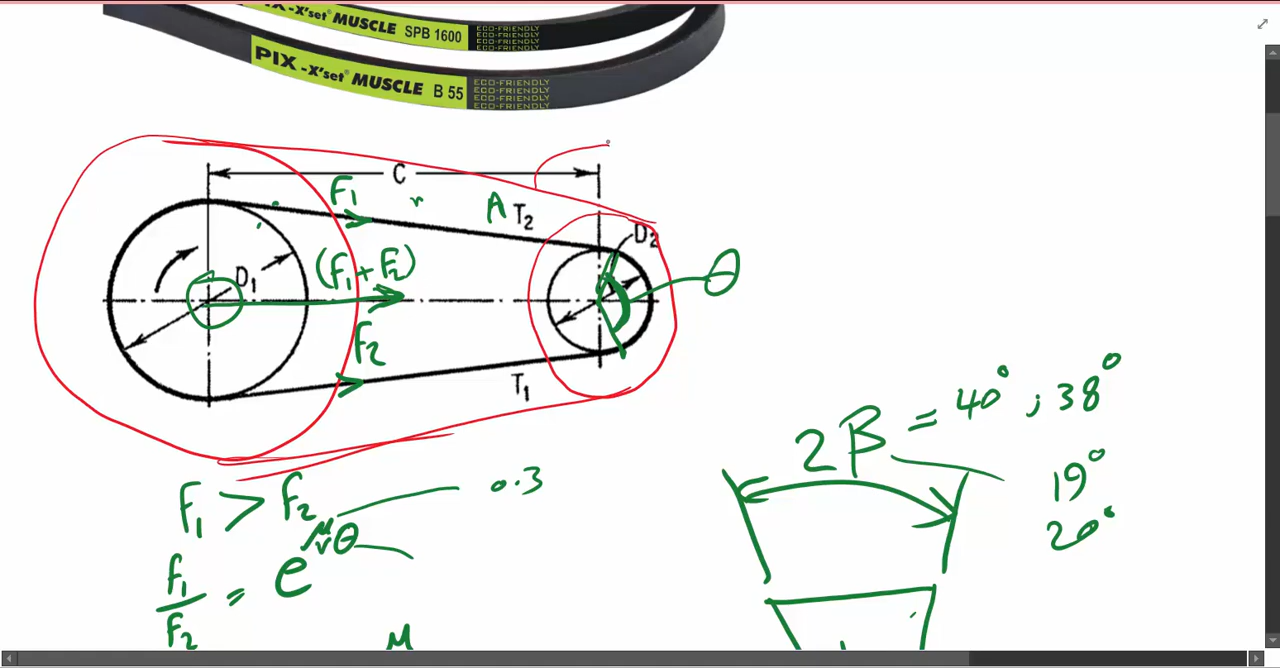 PIX-X'set® MUSCLE SPB 1600 ECO-FRIENDLY ECO-FRIENDLY
PIX -X'set® MUSCLE B 55 ECO-FRIENDLY ECO-FRIENDLY ECO-FRIENDLY ECO-FRIENDLY
C
F1 r A T2
D2
(F1+F2) θ
D1
F2
T1
2β = 40° ; 38°
19°
20°
F1 > F2 0.3
F1/F2 = e^μvθ
μ